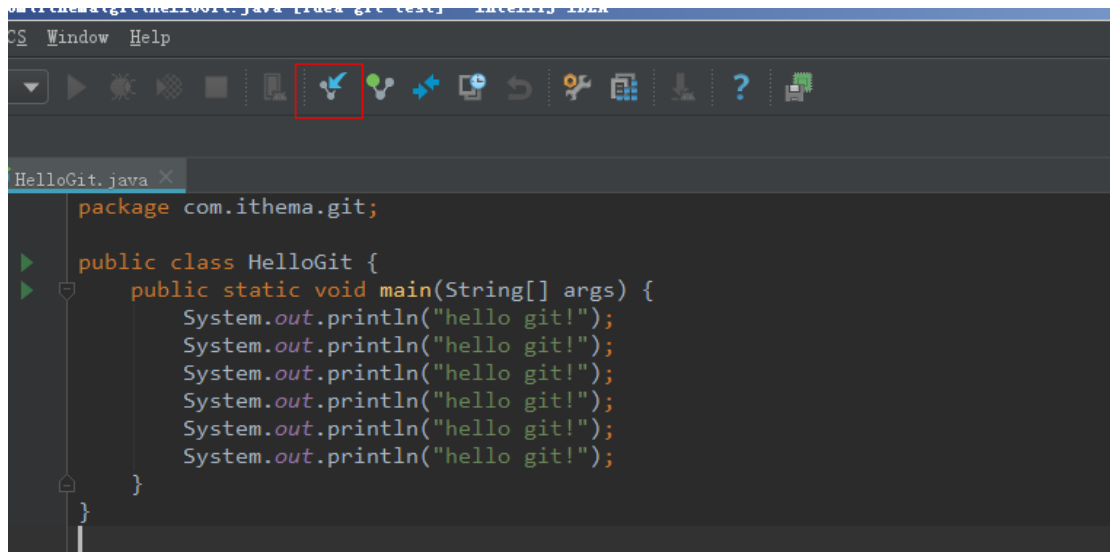 CS Window Help
?
HelloGit.java
package com.ithema.git;
public class HelloGit {
public static void main(String[] args) {
System.out.println("hello git!");
System.out.println("hello git!");
System.out.println("hello git!");
System.out.println("hello git!");
System.out.println("hello git!");
System.out.println("hello git!");
}
}